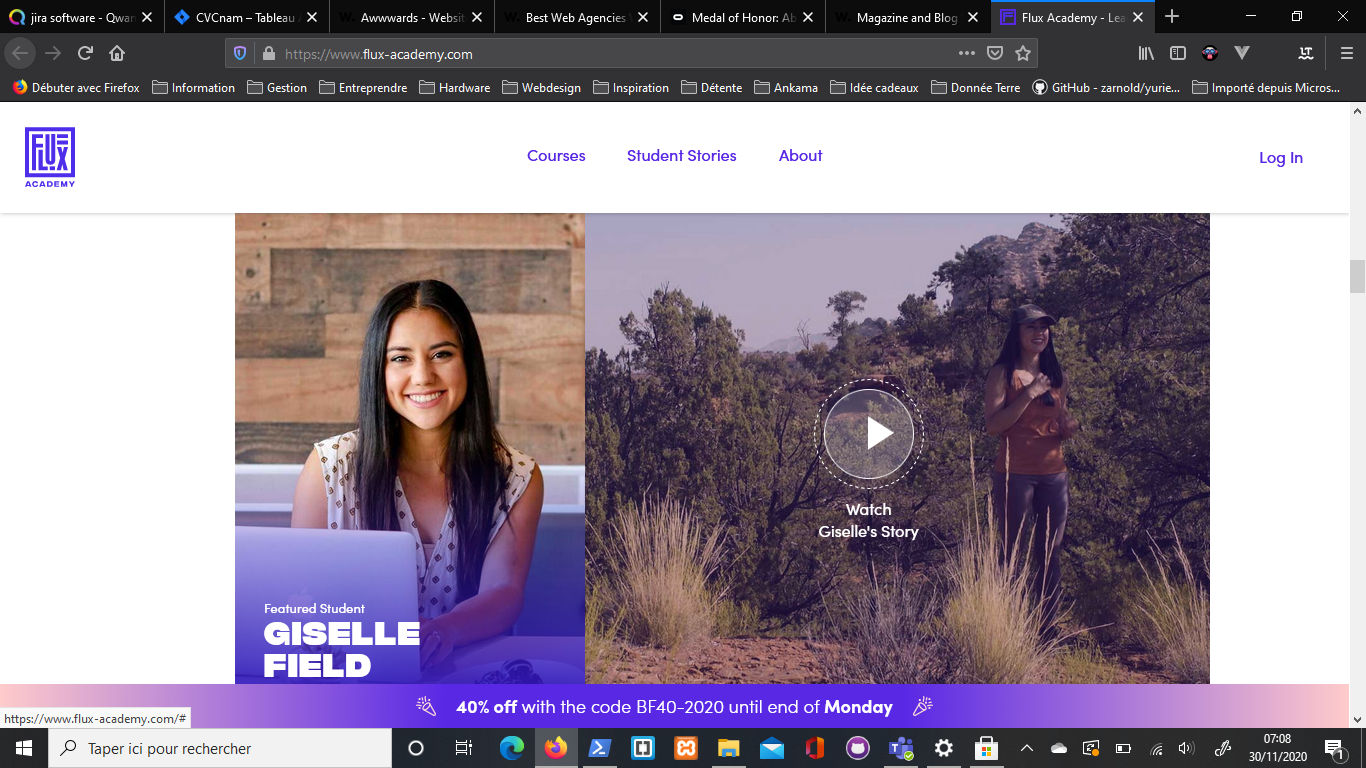 jira software - Qwan
CVCnam – Tableau
Awwwards - Websit
Best Web Agencies
Medal of Honor: Ab
Magazine and Blog
Flux Academy - Lea
https://www.flux-academy.com
Débuter avec Firefox
Information
Gestion
Entreprendre
Hardware
Webdesign
Inspiration
Détente
Ankama
Idée cadeaux
Donnée Terre
GitHub - zarnold/yurie...
Importé depuis Micros...
FLUX
ACADEMY
Courses
Student Stories
About
Log In
Watch
Giselle's Story
Featured Student
GISELLE
FIELD
40% off with the code BF40-2020 until end of Monday
https://www.flux-academy.com/#
Taper ici pour rechercher
07:08
30/11/2020
1